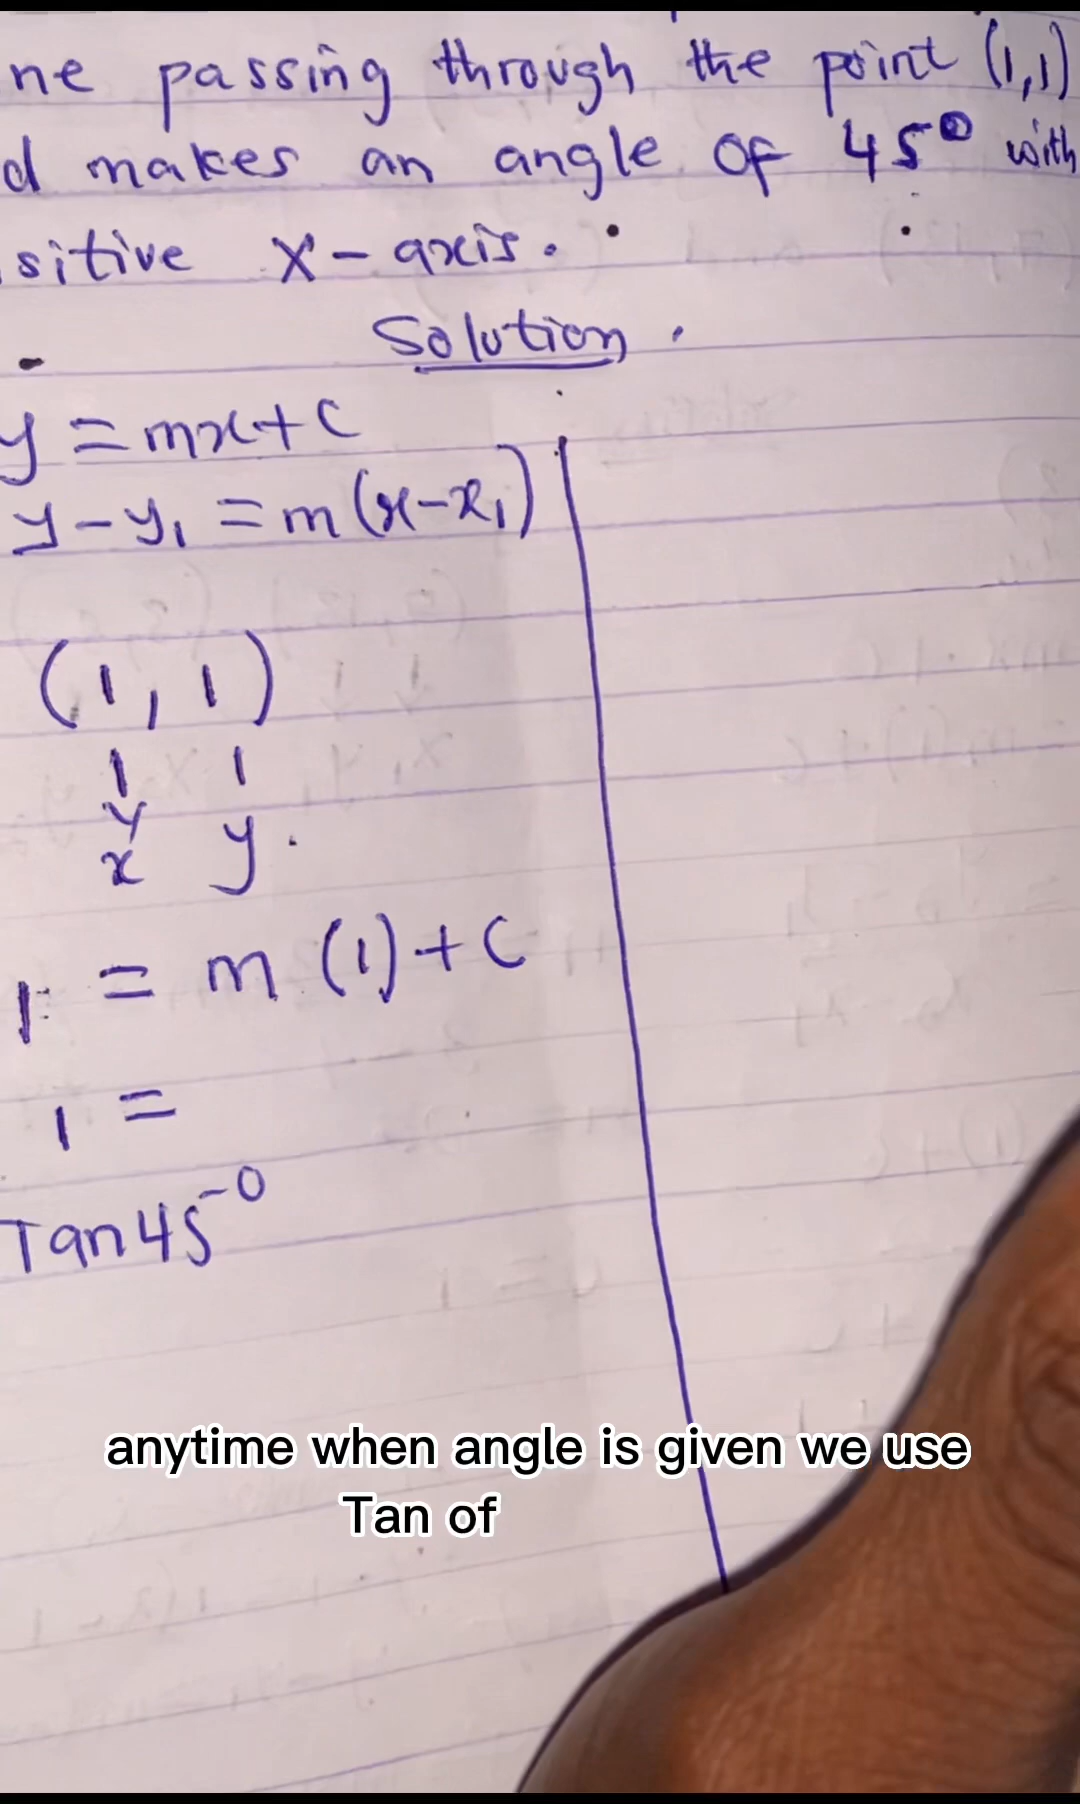 ne passing through the point (1,1)
d makes an angle of 45° with
sitive x-axis.
Solution.
y = mx+c
y-y₁ = m(x-x₁)
(1, 1)
x y.
1 = m (1)+c
1 =
Tan45⁻⁰
anytime when angle is given we use
Tan of